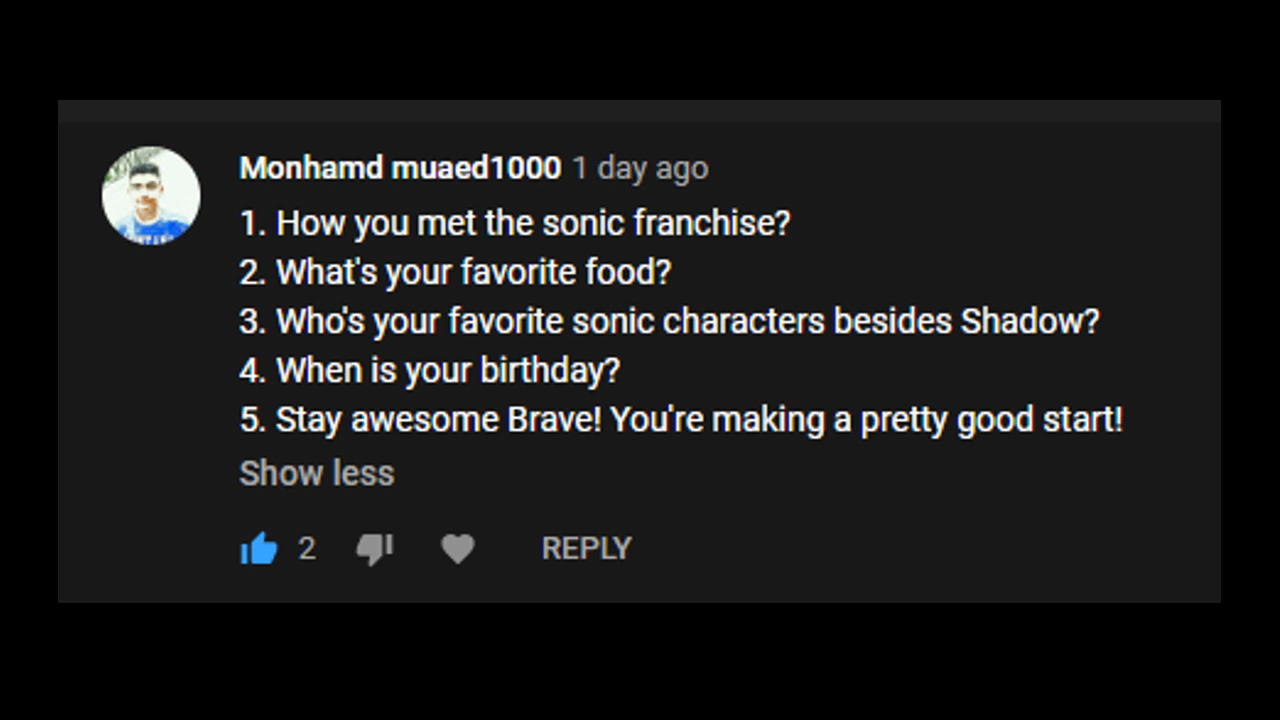 Monhamd muaed1000 1 day ago
1. How you met the sonic franchise?
2. What's your favorite food?
3. Who's your favorite sonic characters besides Shadow?
4. When is your birthday?
5. Stay awesome Brave! You're making a pretty good start!
Show less
2 REPLY